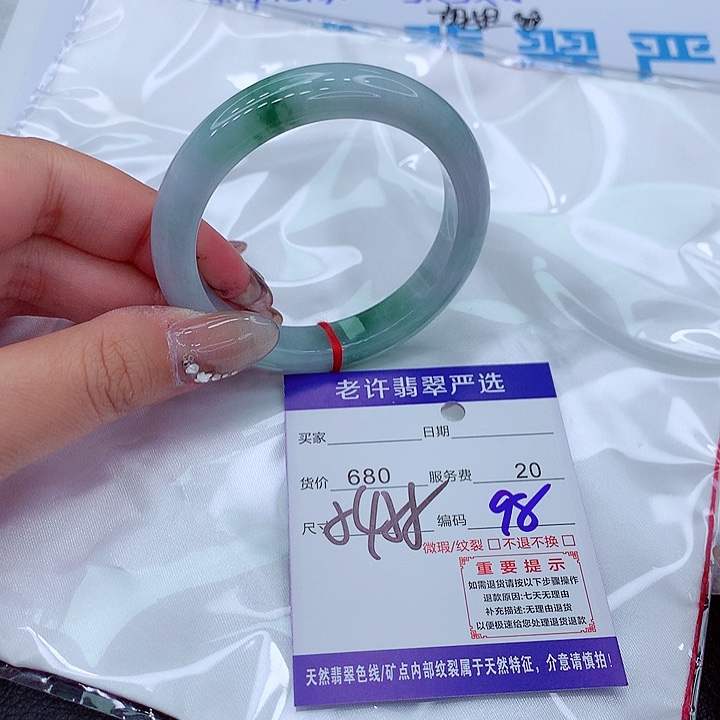 翡翠严
老许翡翠严选
买家 日期
货价 680 服务费 20
尺寸 编码 98
微瑕/纹裂 □ 不退不换 □
重要提示
如需退货请按以下步骤操作
退款原因:七天无理由
补充描述:无理由退货
以便极速给您处理退货退款
天然翡翠色线/矿点内部纹裂属于天然特征，介意请慎拍!